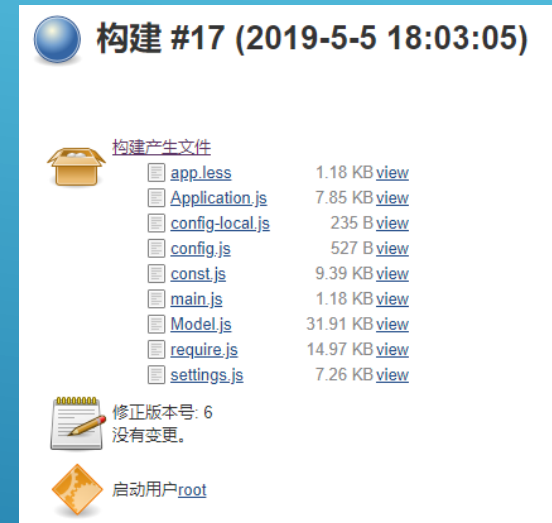 构建 #17 (2019-5-5 18:03:05)
构建产生文件
app.less 1.18 KB view
Application.js 7.85 KB view
config-local.js 235 B view
config.js 527 B view
const.js 9.39 KB view
main.js 1.18 KB view
Model.js 31.91 KB view
require.js 14.97 KB view
settings.js 7.26 KB view
修正版本号: 6
没有变更。
启动用户root